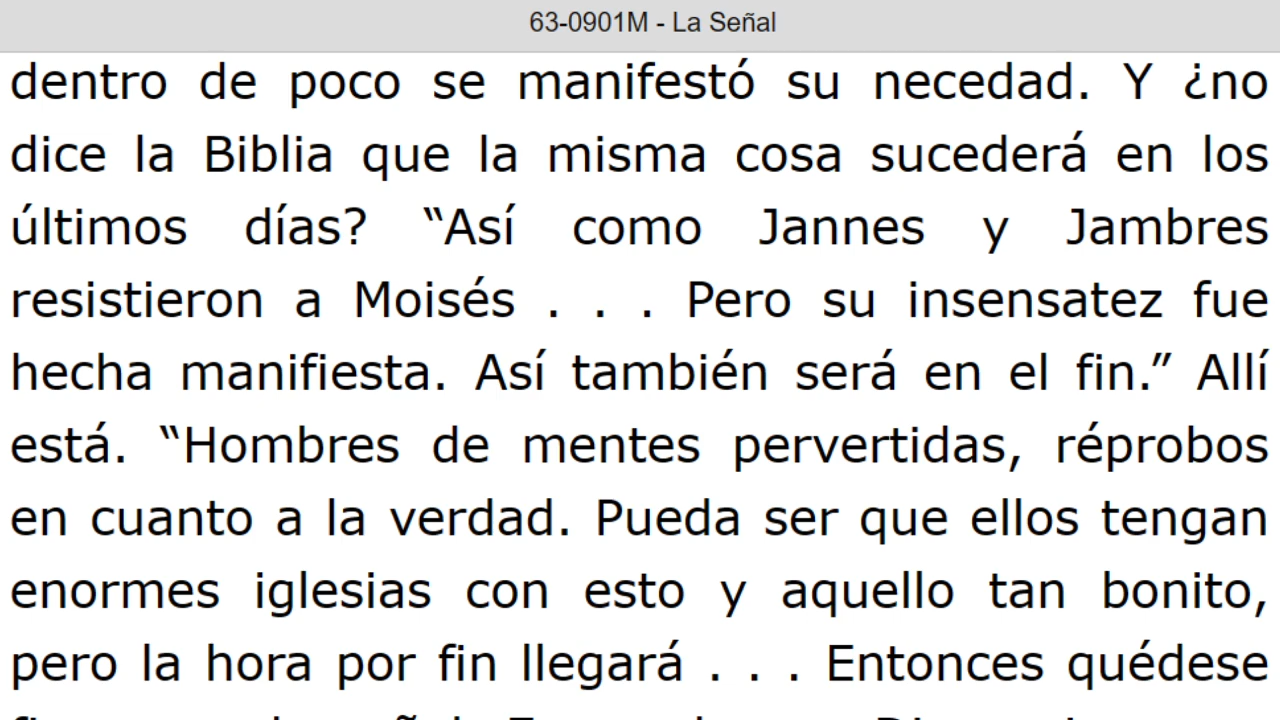 63-0901M - La Señal
dentro de poco se manifestó su necedad. Y ¿no
dice la Biblia que la misma cosa sucederá en los
últimos días? “Así como Jannes y Jambres
resistieron a Moisés . . . Pero su insensatez fue
hecha manifiesta. Así también será en el fin.” Allí
está. “Hombres de mentes pervertidas, réprobos
en cuanto a la verdad. Pueda ser que ellos tengan
enormes iglesias con esto y aquello tan bonito,
pero la hora por fin llegará . . . Entonces quédese